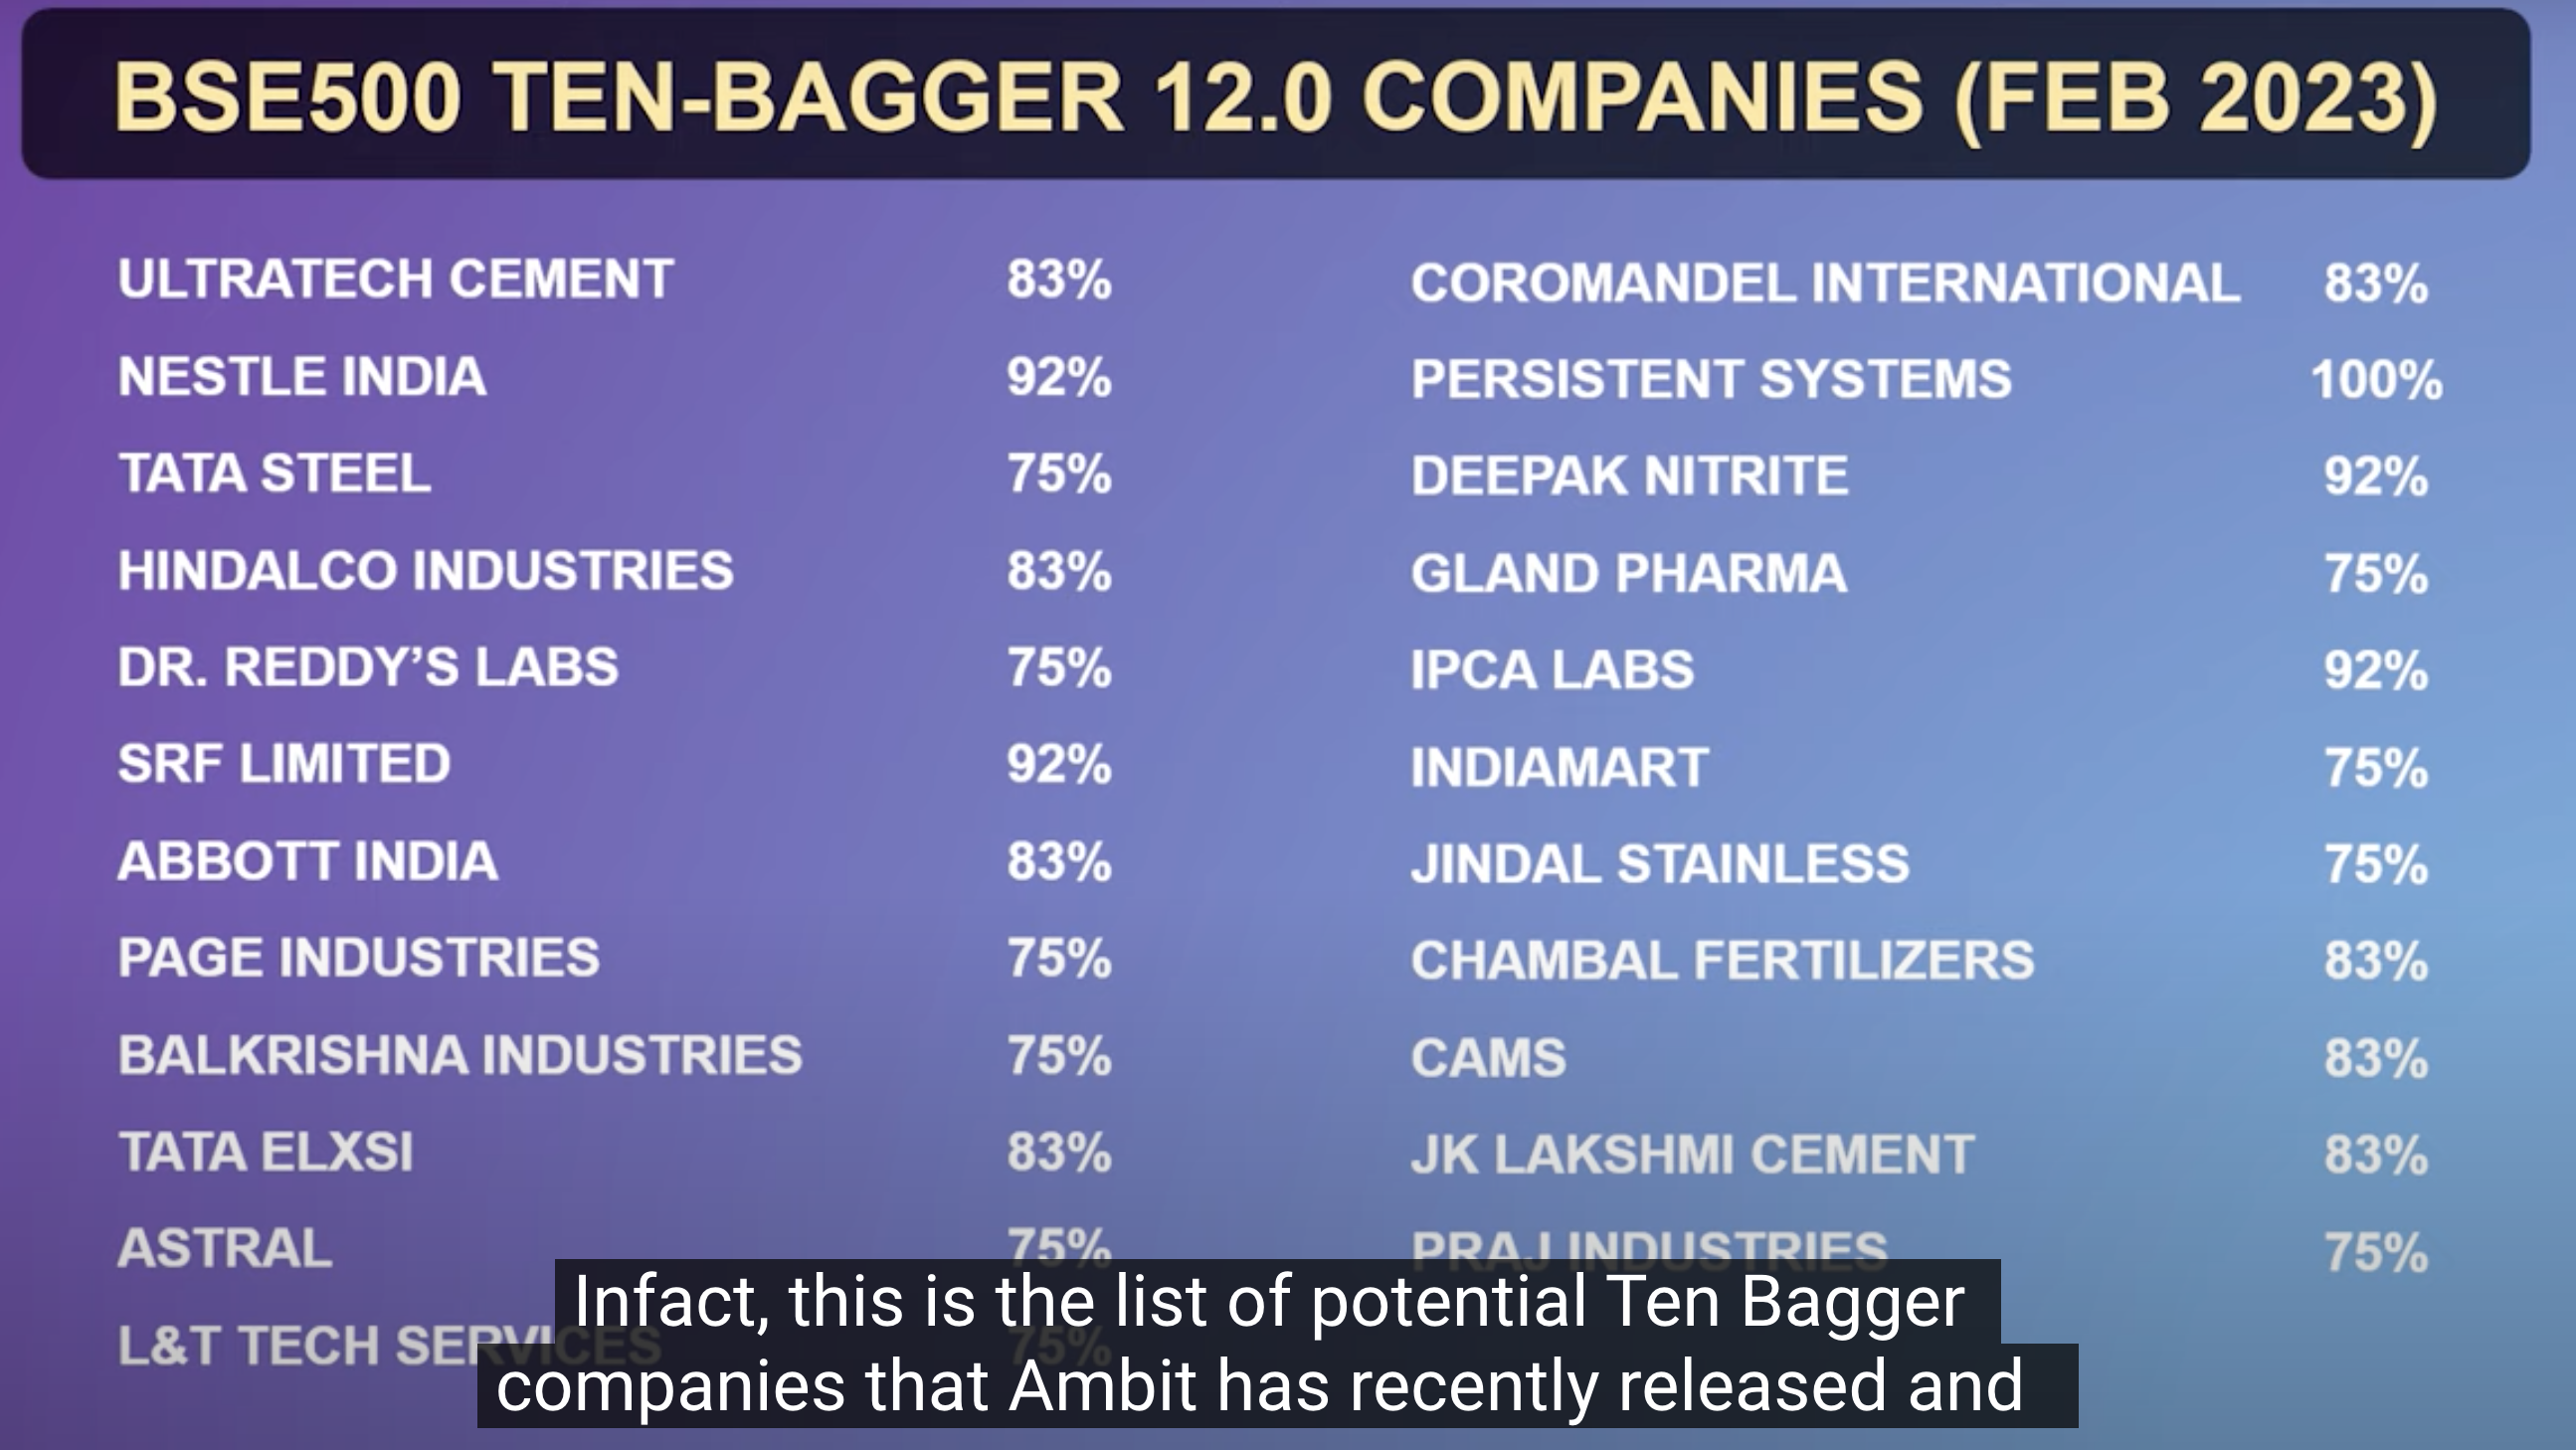 BSE500 TEN-BAGGER 12.0 COMPANIES (FEB 2023)
ULTRATECH CEMENT 83%
NESTLE INDIA 92%
TATA STEEL 75%
HINDALCO INDUSTRIES 83%
DR. REDDY’S LABS 75%
SRF LIMITED 92%
ABBOTT INDIA 83%
PAGE INDUSTRIES 75%
BALKRISHNA INDUSTRIES 75%
TATA ELXSI 83%
ASTRAL 75%
L&T TECH SERVICES 75%
COROMANDEL INTERNATIONAL 83%
PERSISTENT SYSTEMS 100%
DEEPAK NITRITE 92%
GLAND PHARMA 75%
IPCA LABS 92%
INDIAMART 75%
JINDAL STAINLESS 75%
CHAMBAL FERTILIZERS 83%
CAMS 83%
JK LAKSHMI CEMENT 83%
PRAJ INDUSTRIES 75%
Infact, this is the list of potential Ten Bagger
companies that Ambit has recently released and